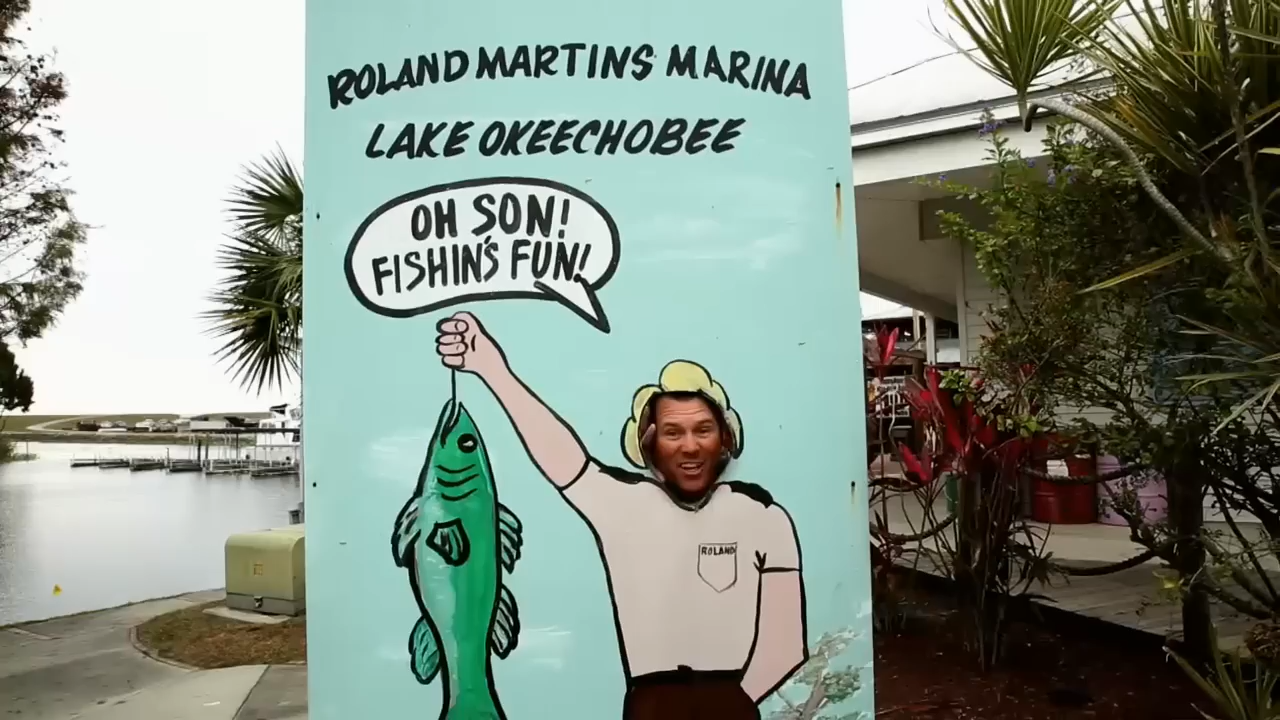 ROLAND MARTINS MARINA
LAKE OKEECHOBEE
OH SON!
FISHIN'S FUN!
ROLAND